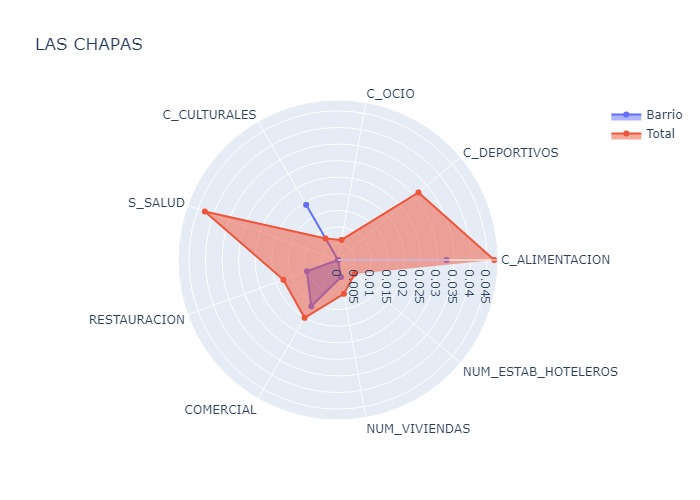 LAS CHAPAS
C_OCIO
C_CULTURALES
Barrio
Total
C_DEPORTIVOS
S_SALUD
C_ALIMENTACION
0
0.005
0.01
0.015
0.02
0.025
0.03
0.035
0.04
0.045
RESTAURACION
NUM_ESTAB_HOTELEROS
COMERCIAL
NUM_VIVIENDAS